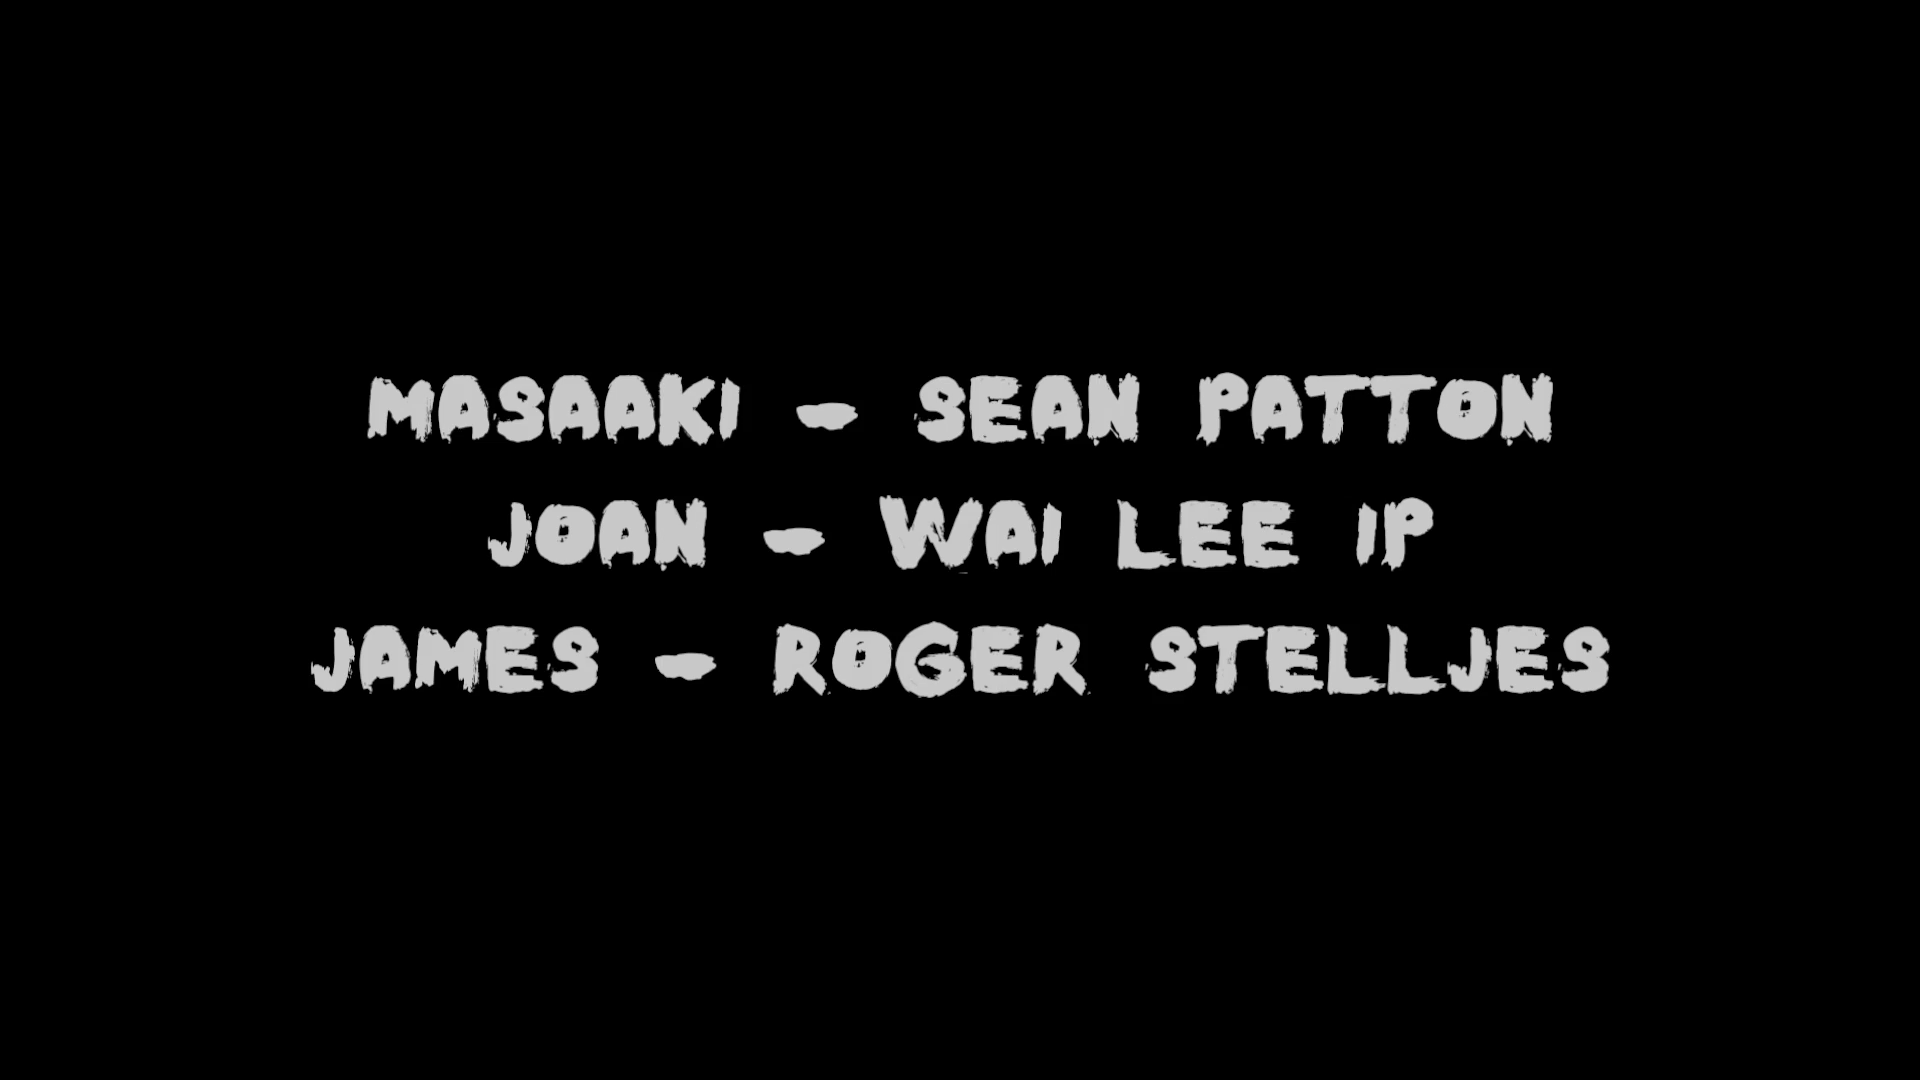 MASAAKI - SEAN PATTON
JOAN - WAI LEE IP
JAMES - ROGER STELLJES